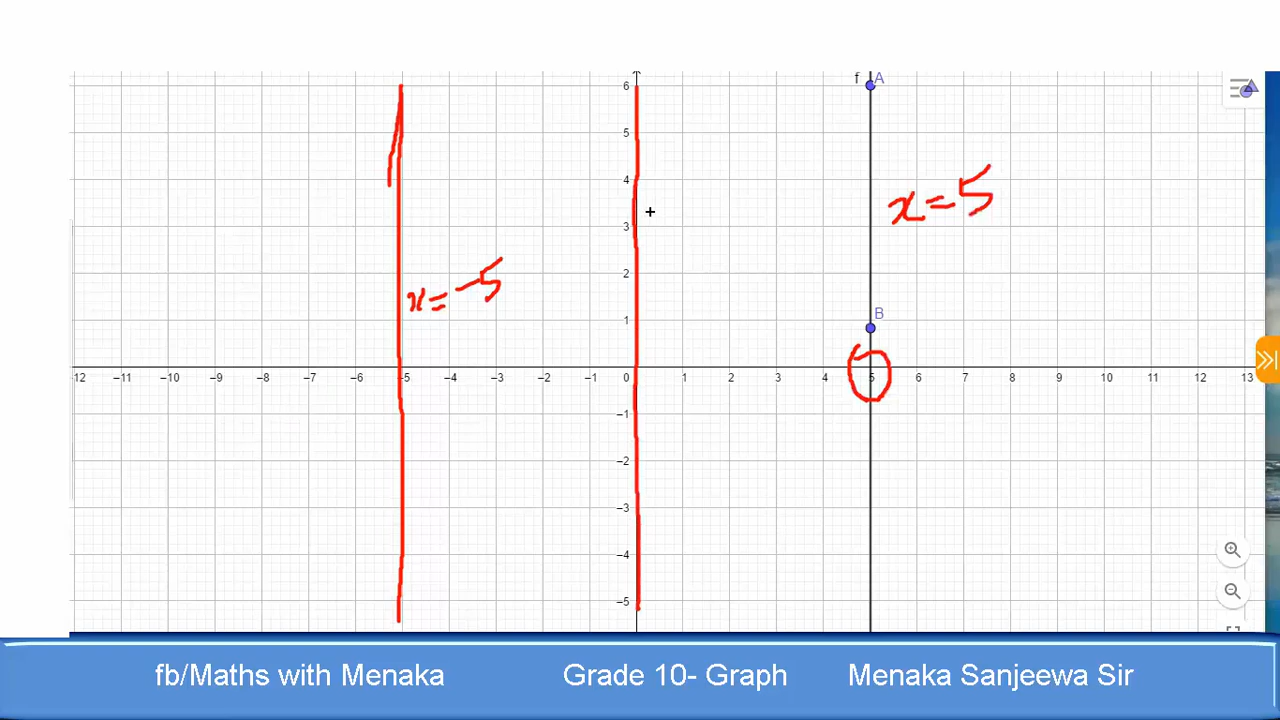 f A
6
5
4
x=5
3
2
x=-5
1
B
-12 -11 -10 -9 -8 -7 -6 -5 -4 -3 -2 -1 0 1 2 3 4 5 6 7 8 9 10 11 12 13
-1
-2
-3
-4
-5
fb/Maths with Menaka Grade 10- Graph Menaka Sanjeewa Sir